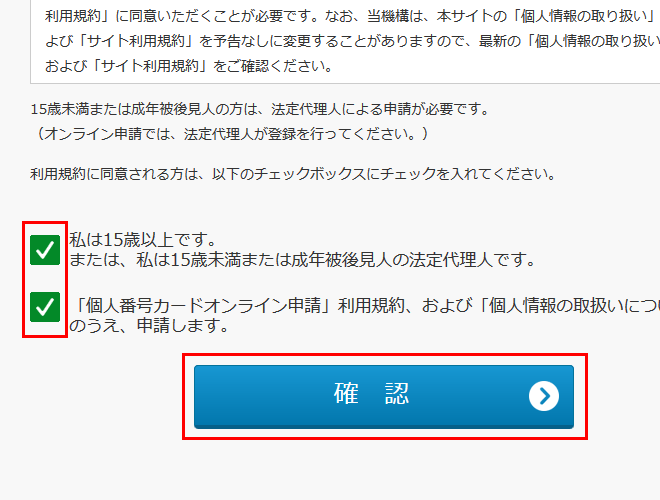 利用規約」に同意いただくことが必要です。なお、当機構は、本サイトの「個人情報の取り扱い」
よび「サイト利用規約」を予告なしに変更することがありますので、最新の「個人情報の取り扱い
および「サイト利用規約」をご確認ください。
15歳未満または成年被後見人の方は、法定代理人による申請が必要です。
（オンライン申請では、法定代理人が登録を行ってください。）
利用規約に同意される方は、以下のチェックボックスにチェックを入れてください。
私は15歳以上です。
または、私は15歳未満または成年被後見人の法定代理人です。
「個人番号カードオンライン申請」利用規約、および「個人情報の取扱いについ
のうえ、申請します。
確　認